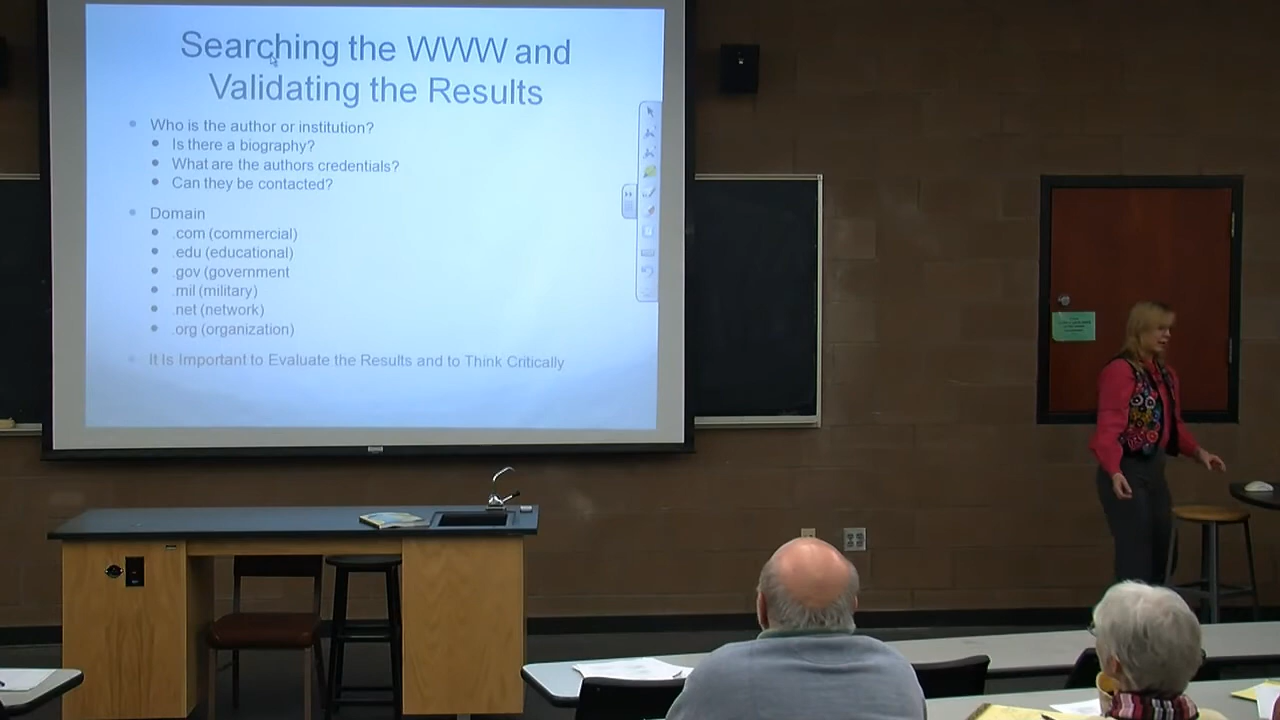 Searching the WWW and
Validating the Results
Who is the author or institution?
Is there a biography?
What are the authors credentials?
Can they be contacted?
Domain
.com (commercial)
.edu (educational)
.gov (government
.mil (military)
.net (network)
.org (organization)
It Is Important to Evaluate the Results and to Think Critically